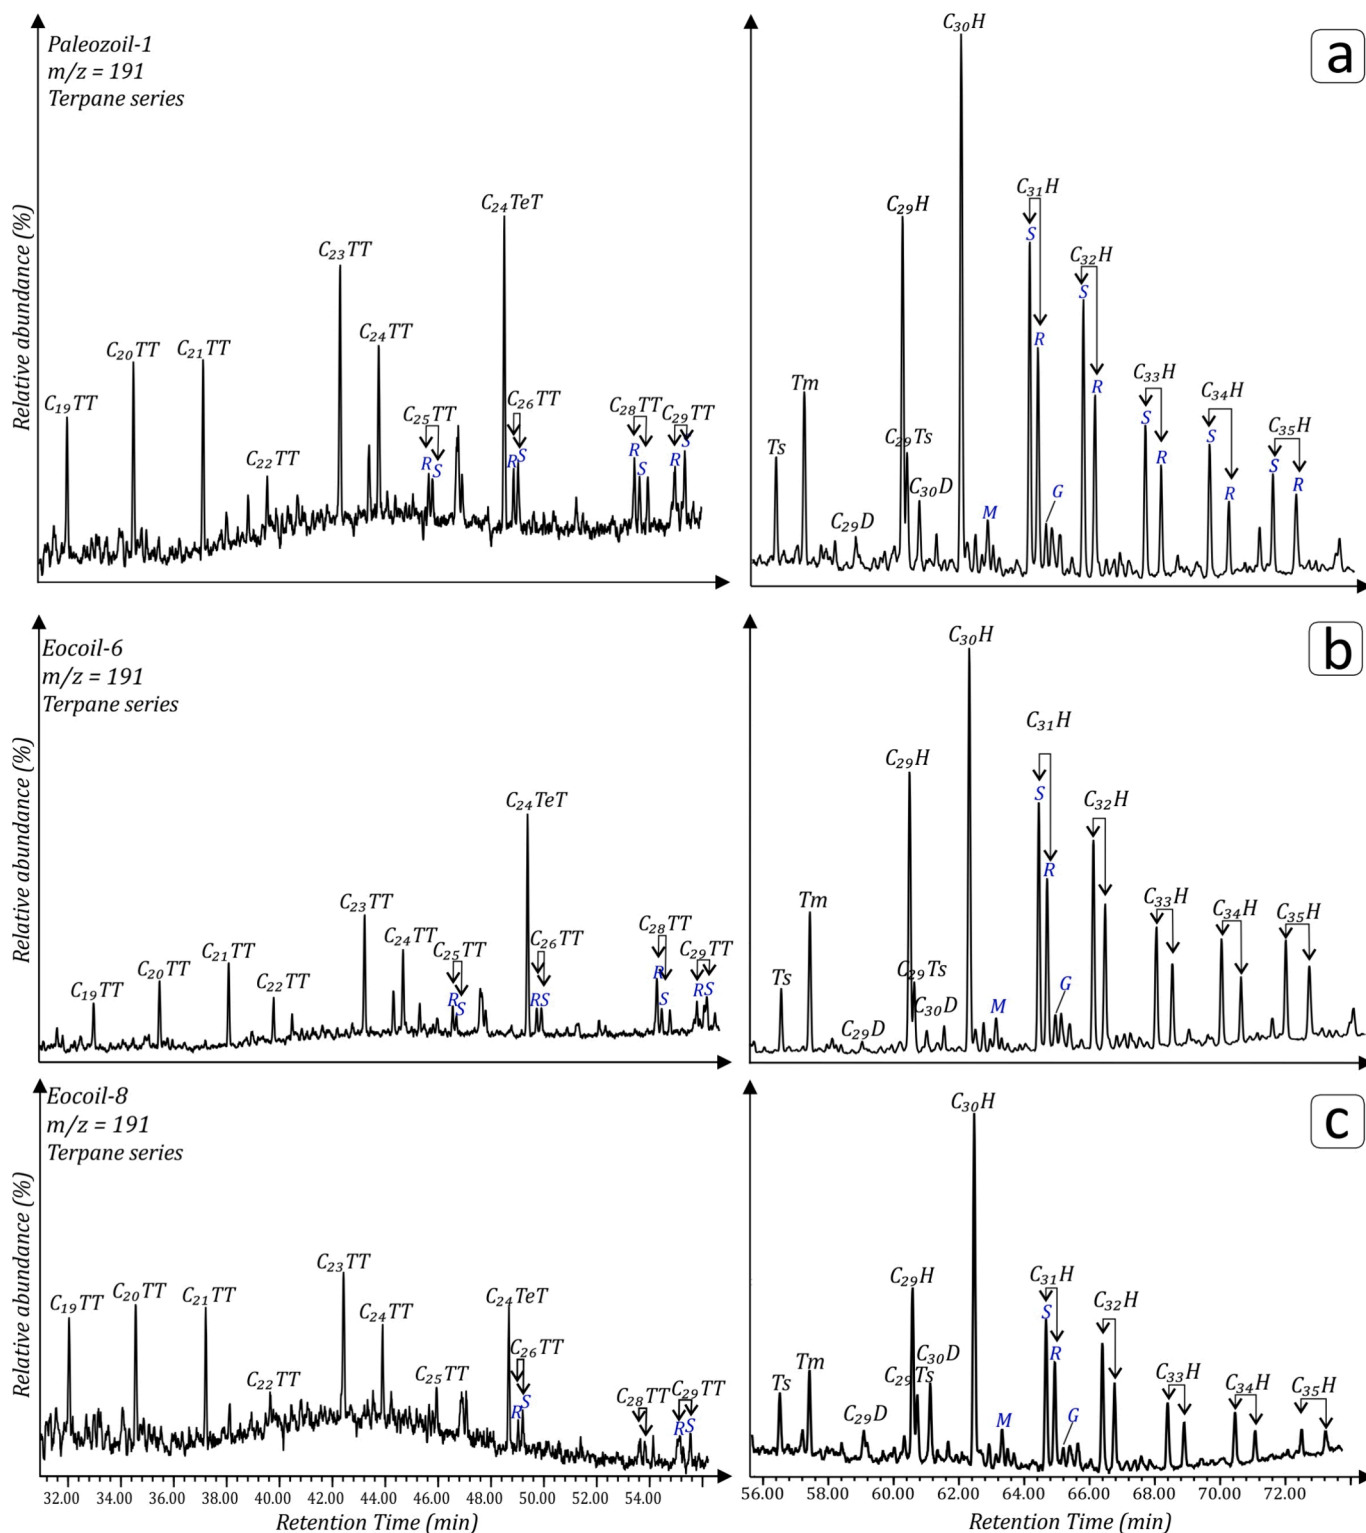 Paleozoil-1
m/z = 191
Terpane series
Relative abundance (%)
C₁₉TT
C₂₀TT
C₂₁TT
C₂₂TT
C₂₃TT
C₂₄TT
C₂₅TT
R S
C₂₄TeT
C₂₆TT
R S
C₂₈TT
R S
C₂₉TT
R S
a
Ts
Tm
C₂₉D
C₂₉H
C₂₉Ts
C₃₀D
C₃₀H
M
C₃₁H
S R
G
C₃₂H
S R
C₃₃H
S R
C₃₄H
S R
C₃₅H
S R
Eocoil-6
m/z = 191
Terpane series
Relative abundance (%)
C₁₉TT
C₂₀TT
C₂₁TT
C₂₂TT
C₂₃TT
C₂₄TT
C₂₅TT
R S
C₂₄TeT
C₂₆TT
R S
C₂₈TT
R S
C₂₉TT
R S
b
Ts
Tm
C₂₉D
C₂₉H
C₂₉Ts
C₃₀D
C₃₀H
M
C₃₁H
S R
G
C₃₂H
C₃₃H
C₃₄H
C₃₅H
Eocoil-8
m/z = 191
Terpane series
Relative abundance (%)
C₁₉TT
C₂₀TT
C₂₁TT
C₂₂TT
C₂₃TT
C₂₄TT
C₂₅TT
C₂₄TeT
C₂₆TT
R S
C₂₈TT
C₂₉TT
R S
32.00 34.00 36.00 38.00 40.00 42.00 44.00 46.00 48.00 50.00 52.00 54.00
Retention Time (min)
c
Ts
Tm
C₂₉D
C₂₉H
C₂₉Ts
C₃₀D
C₃₀H
M
C₃₁H
S R
G
C₃₂H
C₃₃H
C₃₄H
C₃₅H
56.00 58.00 60.00 62.00 64.00 66.00 68.00 70.00 72.00
Retention Time (min)